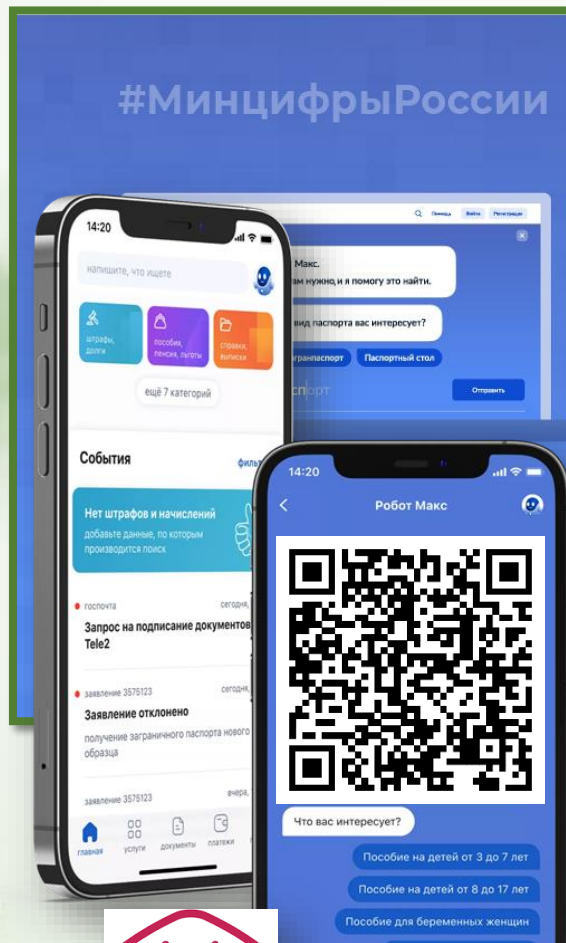 #МинцифрыРоссии
Помощь Войти Регистрация
14:20
напишите, что ищете
Макс.
нужно, и я помогу это найти.
вид паспорта вас интересует?
Паспортный стол
Отправить
штрафы,
долги
пособия,
пенсия, льготы
справки,
выписки
ещё 7 категорий
События
Нет штрафов и начислений
добавьте данные, по которым
производится поиск
госпочта сегодня,
Запрос на подписание документов
Tele2
заявление 3575123 сегодня,
Заявление отклонено
получение заграничного паспорта нового
образца
заявление 3575123 вчера,
главная услуги документы платежи
14:20
Робот Макс
Что вас интересует?
Пособие на детей от 3 до 7 лет
Пособие на детей от 8 до 17 лет
Пособие для беременных женщин